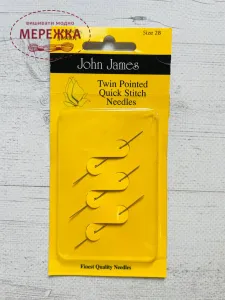 вишивати модно
МЕРЕЖКА
Size 28
John James
Twin Pointed
Quick Stitch
Needles
Finest Quality Needles